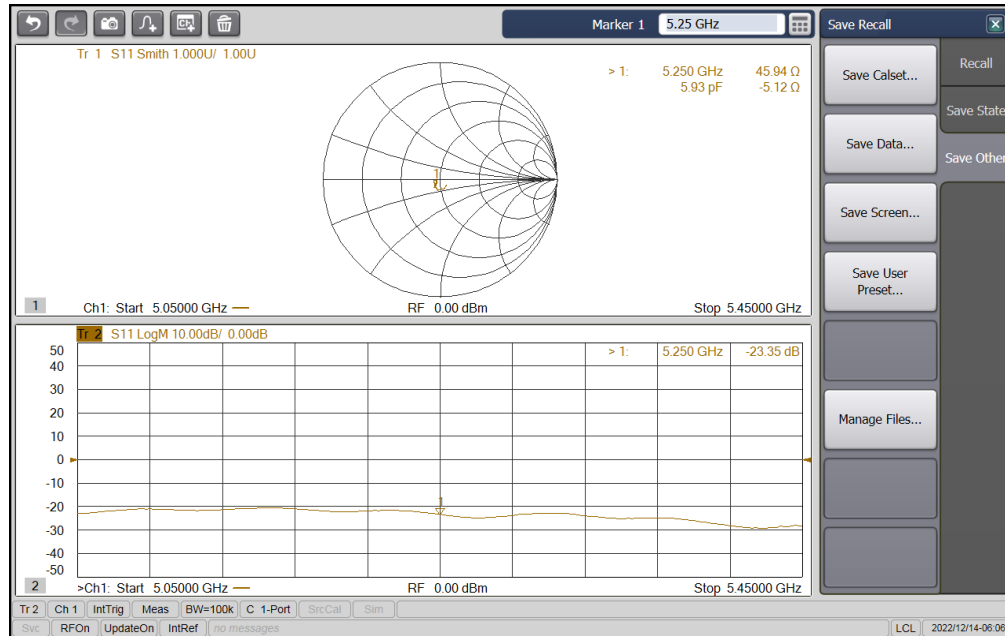 Marker 1 5.25 GHz
Save Recall
Tr 1 S11 Smith 1.000U/ 1.00U
> 1: 5.250 GHz 45.94 Ω
5.93 pF -5.12 Ω
1
1
Ch1: Start 5.05000 GHz RF 0.00 dBm Stop 5.45000 GHz
Tr 2 S11 LogM 10.00dB/ 0.00dB
> 1: 5.250 GHz -23.35 dB
50
40
30
20
10
0
-10
-20
-30
-40
-50
1
2
>Ch1: Start 5.05000 GHz RF 0.00 dBm Stop 5.45000 GHz
Save Calset...
Save Data...
Save Screen...
Save User
Preset...
Manage Files...
Recall
Save State
Save Other
Tr 2 Ch 1 IntTrig Meas BW=100k C 1-Port SrcCal Sim
Svc RFOn UpdateOn IntRef no messages LCL 2022/12/14-06:06